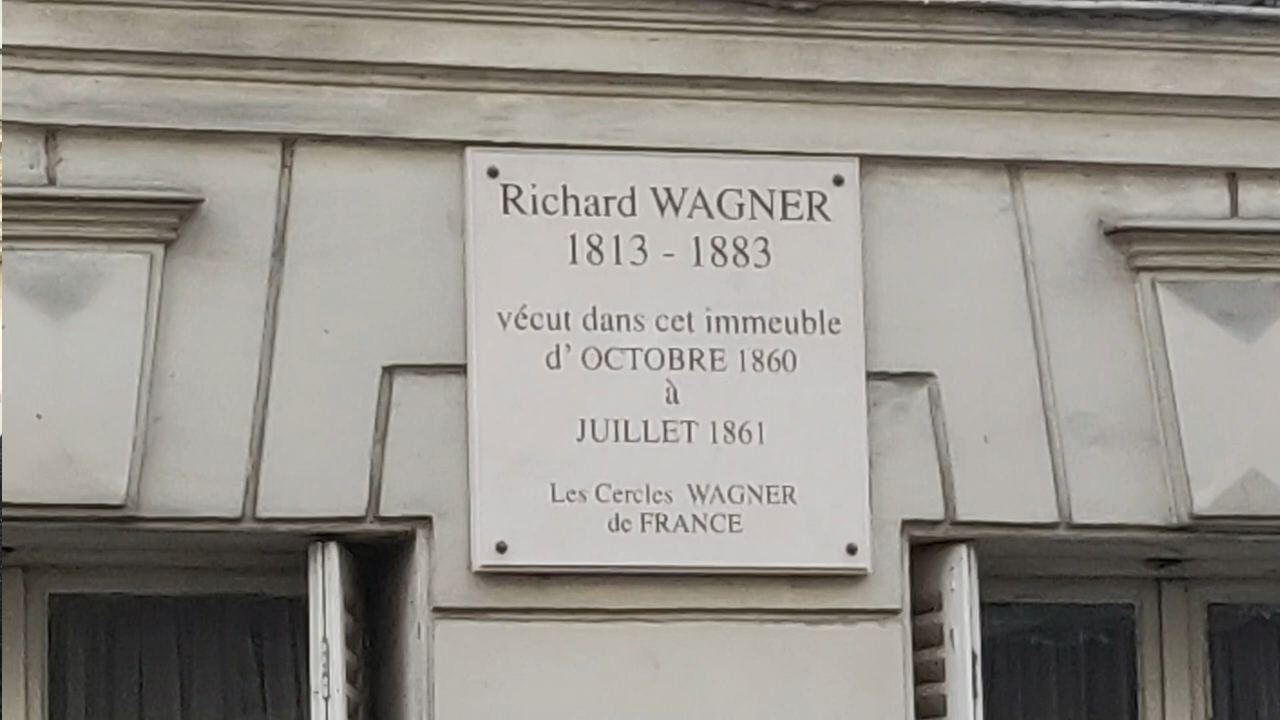 Richard WAGNER
1813 - 1883
vécut dans cet immeuble
d' OCTOBRE 1860
à
JUILLET 1861
Les Cercles WAGNER
de FRANCE